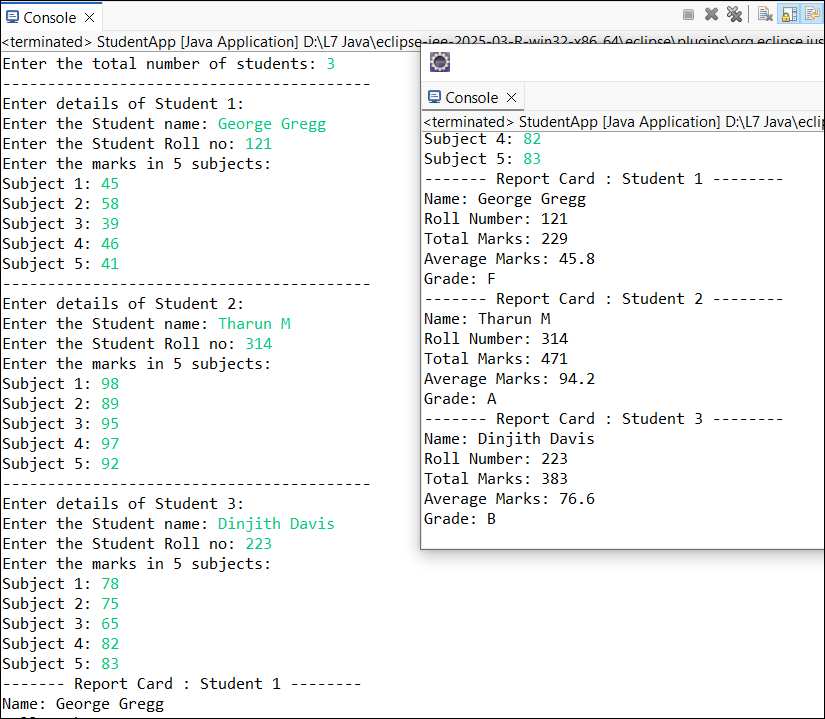 Console
<terminated> StudentApp [Java Application] D:\L7 Java\eclipse-jee-2025-03-R-win32-x86_64\eclipse\plugins\org.eclipse.jus
Enter the total number of students: 3
-----------------------------------------
Enter details of Student 1:
Enter the Student name: George Gregg
Enter the Student Roll no: 121
Enter the marks in 5 subjects:
Subject 1: 45
Subject 2: 58
Subject 3: 39
Subject 4: 46
Subject 5: 41
-----------------------------------------
Enter details of Student 2:
Enter the Student name: Tharun M
Enter the Student Roll no: 314
Enter the marks in 5 subjects:
Subject 1: 98
Subject 2: 89
Subject 3: 95
Subject 4: 97
Subject 5: 92
-----------------------------------------
Enter details of Student 3:
Enter the Student name: Dinjith Davis
Enter the Student Roll no: 223
Enter the marks in 5 subjects:
Subject 1: 78
Subject 2: 75
Subject 3: 65
Subject 4: 82
Subject 5: 83
------- Report Card : Student 1 --------
Name: George Gregg
Console
<terminated> StudentApp [Java Application] D:\L7 Java\eclip
Subject 4: 82
Subject 5: 83
------- Report Card : Student 1 --------
Name: George Gregg
Roll Number: 121
Total Marks: 229
Average Marks: 45.8
Grade: F
------- Report Card : Student 2 --------
Name: Tharun M
Roll Number: 314
Total Marks: 471
Average Marks: 94.2
Grade: A
------- Report Card : Student 3 --------
Name: Dinjith Davis
Roll Number: 223
Total Marks: 383
Average Marks: 76.6
Grade: B